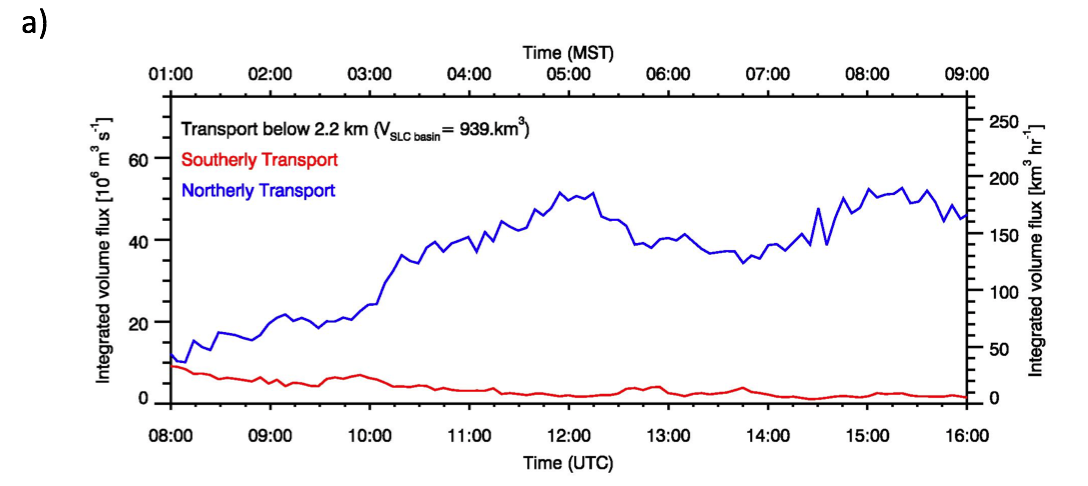 a)
Time (MST)
01:00 02:00 03:00 04:00 05:00 06:00 07:00 08:00 09:00
Transport below 2.2 km (VSLC basin= 939.km³)
Southerly Transport
Northerly Transport
Integrated volume flux [10⁶ m³ s⁻¹]
60
40
20
0
Integrated volume flux [km³ hr⁻¹]
250
200
150
100
50
0
08:00 09:00 10:00 11:00 12:00 13:00 14:00 15:00 16:00
Time (UTC)